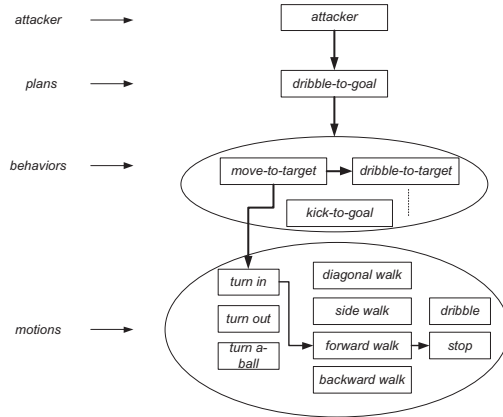 attacker
attacker
plans
dribble-to-goal
behaviors
move-to-target
dribble-to-target
kick-to-goal
motions
turn in
diagonal walk
turn out
side walk
dribble
turn a-
ball
forward walk
stop
backward walk